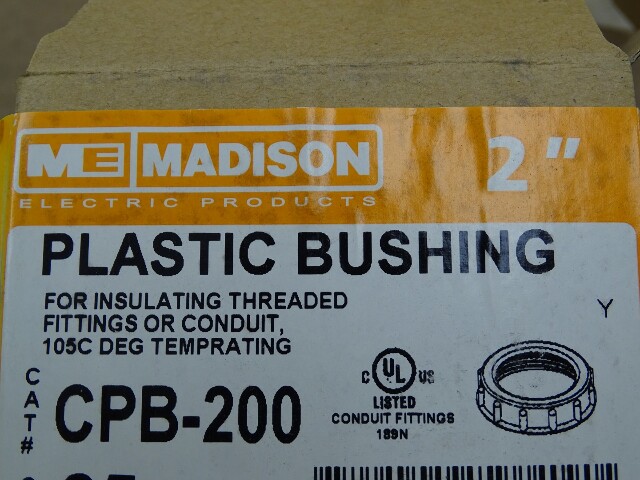 ME MADISON
ELECTRIC PRODUCTS
2"
PLASTIC BUSHING
FOR INSULATING THREADED
FITTINGS OR CONDUIT,
105C DEG TEMPRATING
Y
CAT#
CPB-200
C UL US
LISTED
CONDUIT FITTINGS
189N